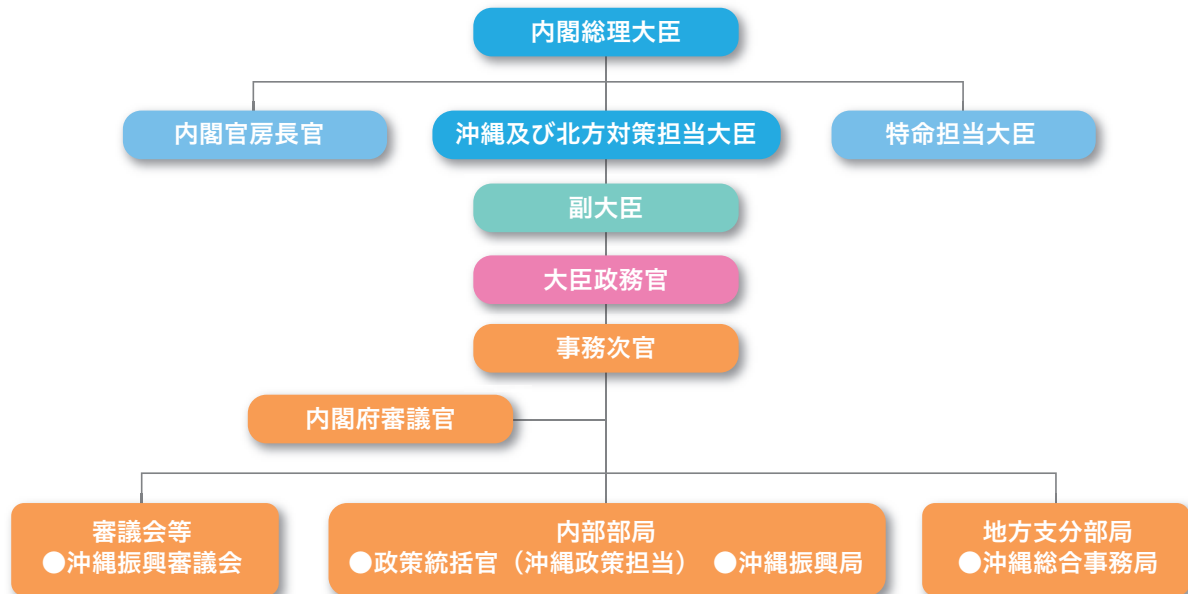 内閣総理大臣
内閣官房長官
沖縄及び北方対策担当大臣
特命担当大臣
副大臣
大臣政務官
事務次官
内閣府審議官
審議会等
●沖縄振興審議会
内部部局
●政策統括官（沖縄政策担当） ●沖縄振興局
地方支分部局
●沖縄総合事務局